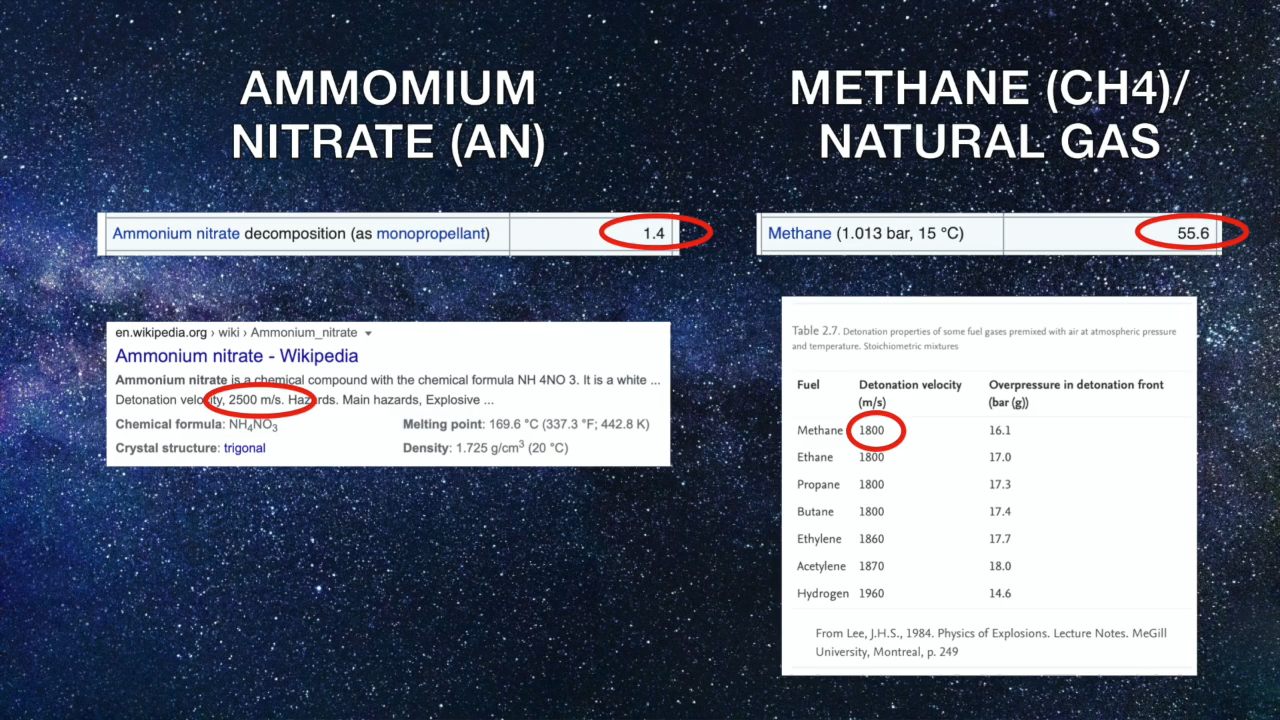 AMMOMIUM
NITRATE (AN)
METHANE (CH4)/
NATURAL GAS
Ammonium nitrate decomposition (as monopropellant) 1.4
Methane (1.013 bar, 15 °C) 55.6
en.wikipedia.org › wiki › Ammonium_nitrate
Ammonium nitrate - Wikipedia
Ammonium nitrate is a chemical compound with the chemical formula NH 4NO 3. It is a white ...
Detonation velocity, 2500 m/s. Hazards. Main hazards, Explosive ...
Chemical formula: NH₄NO₃ Melting point: 169.6 °C (337.3 °F; 442.8 K)
Crystal structure: trigonal Density: 1.725 g/cm³ (20 °C)
Table 2.7. Detonation properties of some fuel gases premixed with air at atmospheric pressure
and temperature. Stoichiometric mixtures
Fuel Detonation velocity Overpressure in detonation front
(m/s) (bar (g))
Methane 1800 16.1
Ethane 1800 17.0
Propane 1800 17.3
Butane 1800 17.4
Ethylene 1860 17.7
Acetylene 1870 18.0
Hydrogen 1960 14.6
From Lee, J.H.S., 1984. Physics of Explosions. Lecture Notes. MeGill
University, Montreal, p. 249